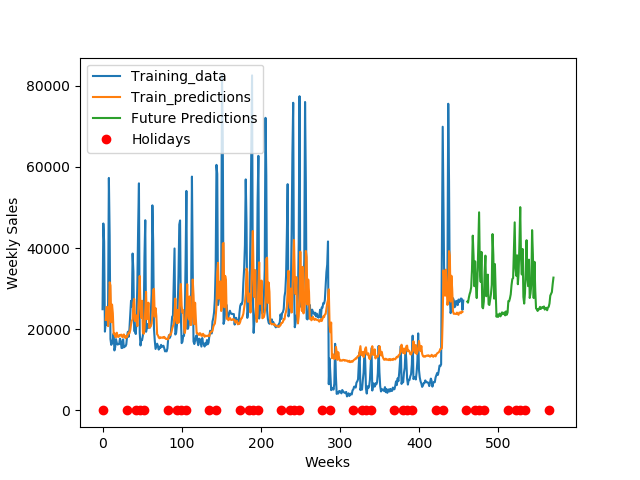 Training_data
Train_predictions
Future Predictions
Holidays
80000
60000
40000
20000
0
Weekly Sales
0 100 200 300 400 500
Weeks